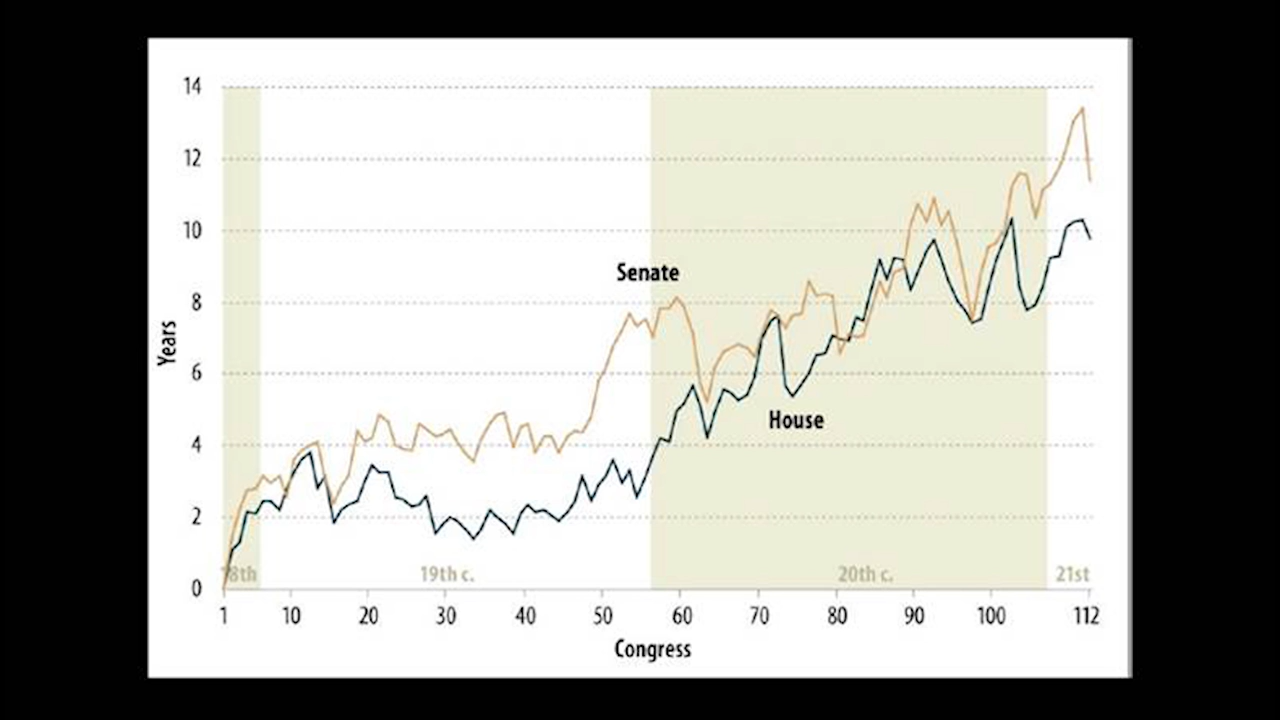 14
12
10
8
6
4
2
0
Years
Senate
House
18th
19th c.
20th c.
21st
1 10 20 30 40 50 60 70 80 90 100 112
Congress